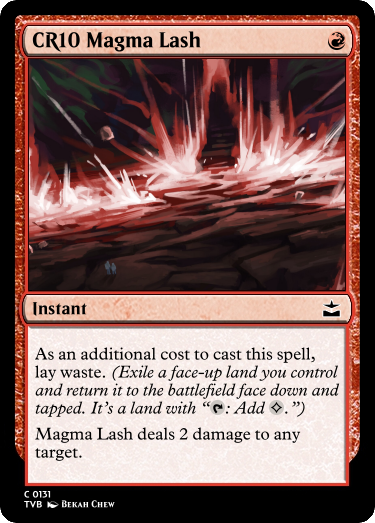 CR10 Magma Lash
Instant
As an additional cost to cast this spell,
lay waste. (Exile a face-up land you control
and return it to the battlefield face down and
tapped. It's a land with “: Add .”)
Magma Lash deals 2 damage to any
target.
C 0131
TVB Bekah Chew